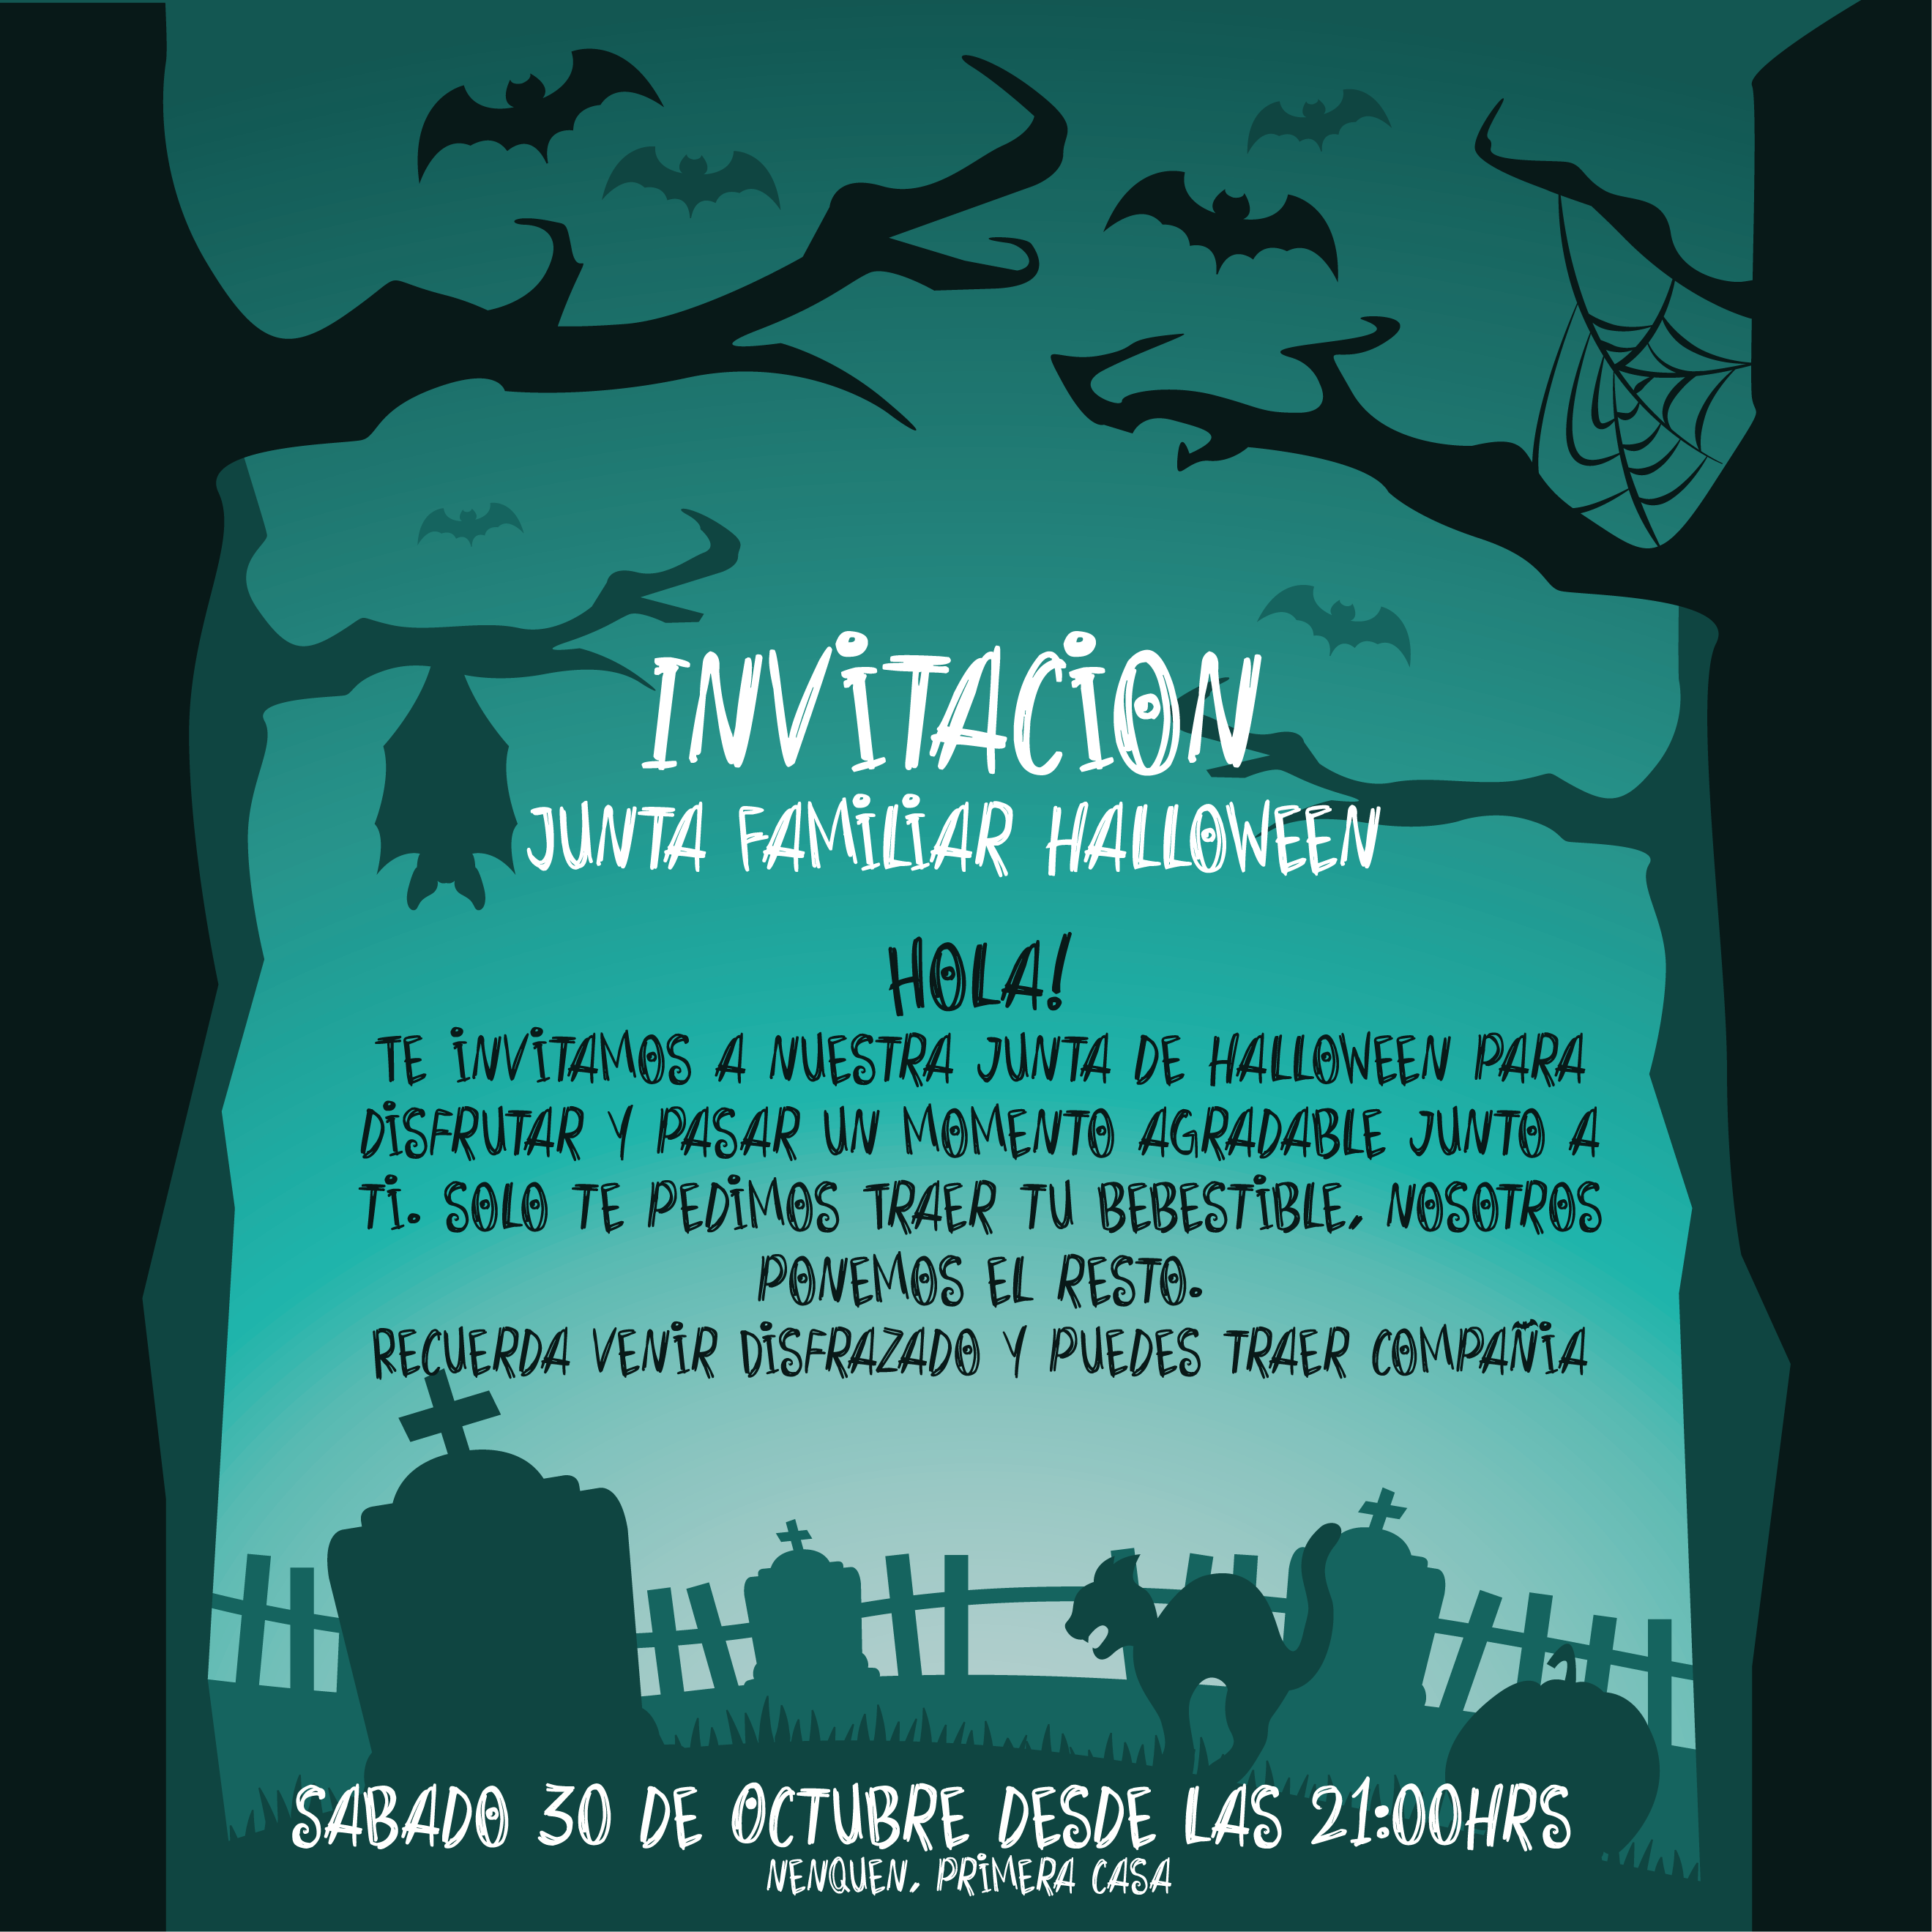 INVITACION
JUNTA FAMILIAR HALLOWEEN
HOLA!
TE INVITAMOS A NUESTRA JUNTA DE HALLOWEEN PARA
DISFRUTAR Y PASAR UN MOMENTO AGRADABLE JUNTO A
TI. SOLO TE PEDIMOS TRAER TU BEBESTIBLE, NOSOTROS
PONEMOS EL RESTO.
RECUERDA VENIR DISFRAZADO Y PUEDES TRAER COMPAÑIA
SABADO 30 DE OCTUBRE DESDE LAS 21:00HRS
NENQUEN, PRIMERA CASA